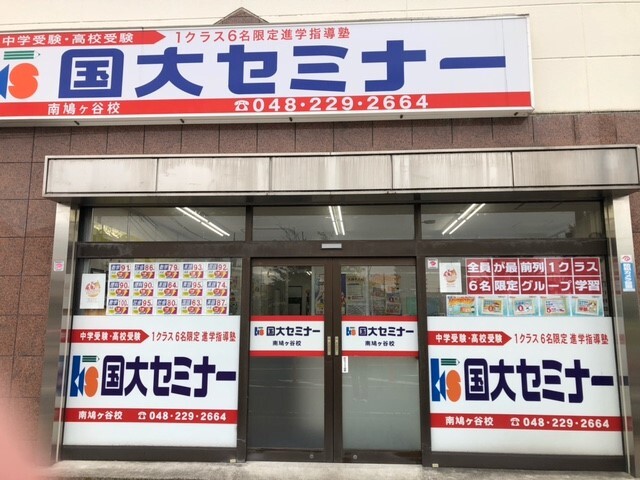 中学受験・高校受験 1クラス6名限定進学指導塾
国大セミナー
南鳩ヶ谷校 ☎048-229-2664
全員が最前列1クラス
6名限定グループ学習
中学受験・高校受験 1クラス6名限定 進学指導塾
国大セミナー
南鳩ヶ谷校 ☎048-229-2664
国大セミナー
南鳩ヶ谷校
国大セミナー
南鳩ヶ谷校
中学受験・高校受験 1クラス6名限定 進学指導塾
国大セミナー
南鳩ヶ谷校 ☎048-229-2664